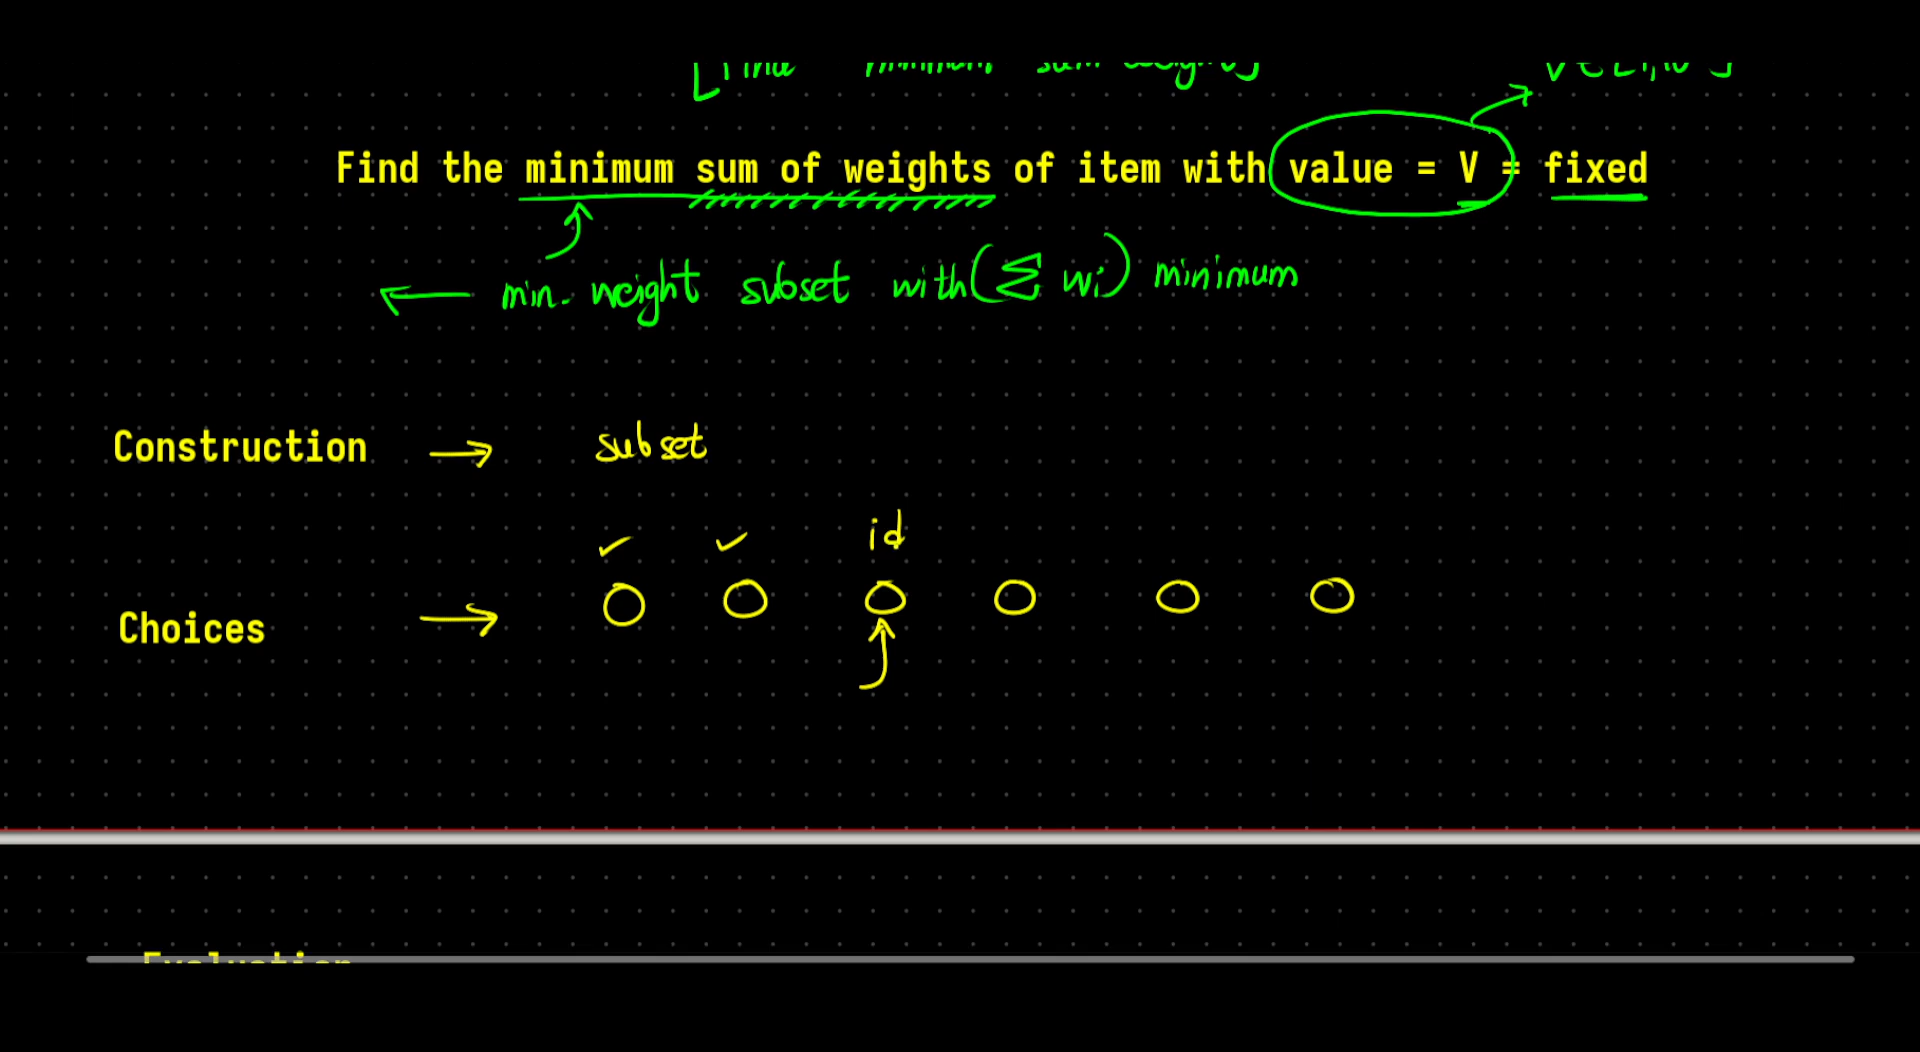 Find the minimum sum of weights of item with value = V = fixed
← min. weight subset with (Σ wi) minimum
Construction → subset
id
Choices →